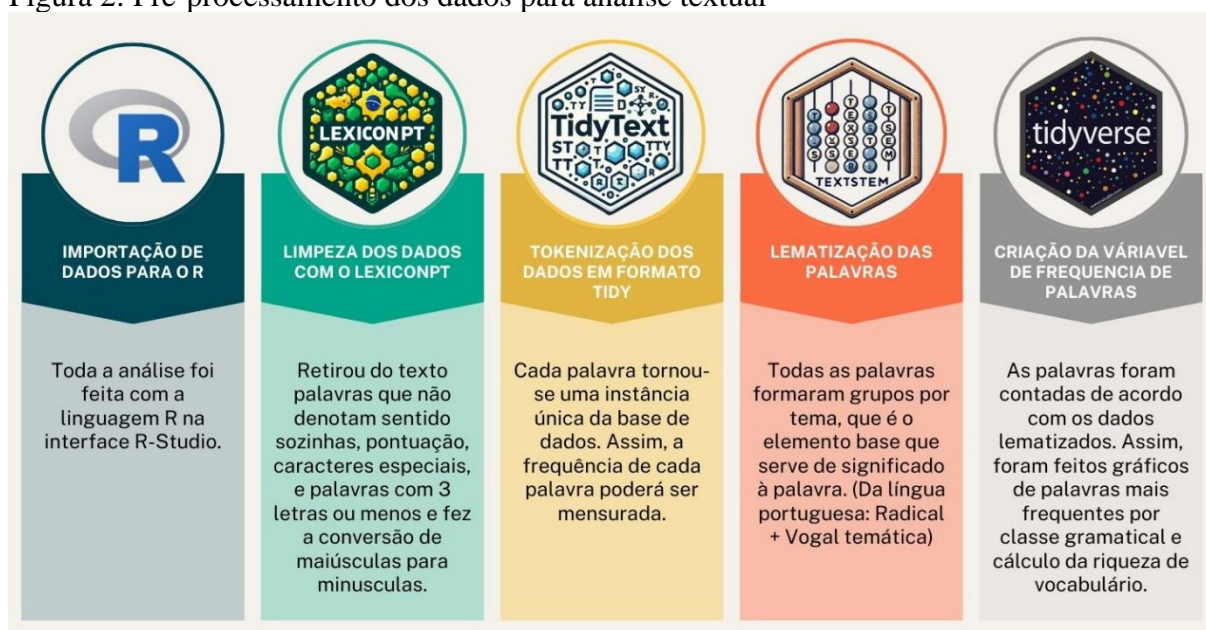 Figura 2: Pré-processamento dos dados para análise textual
R
LEXICONPT
TidyText
TEXTSTEM
tidyverse
IMPORTAÇÃO DE
DADOS PARA O R
LIMPEZA DOS DADOS
COM O LEXICONPT
TOKENIZAÇÃO DOS
DADOS EM FORMATO
TIDY
LEMATIZAÇÃO DAS
PALAVRAS
CRIAÇÃO DA VÁRIAVEL
DE FREQUENCIA DE
PALAVRAS
Toda a análise foi
feita com a
linguagem R na
interface R-Studio.
Retirou do texto
palavras que não
denotam sentido
sozinhas, pontuação,
caracteres especiais,
e palavras com 3
letras ou menos e fez
a conversão de
maiúsculas para
minusculas.
Cada palavra tornou-
se uma instância
única da base de
dados. Assim, a
frequência de cada
palavra poderá ser
mensurada.
Todas as palavras
formaram grupos por
tema, que é o
elemento base que
serve de significado
à palavra. (Da língua
portuguesa: Radical
+ Vogal temática)
As palavras foram
contadas de acordo
com os dados
lematizados. Assim,
foram feitos gráficos
de palavras mais
frequentes por
classe gramatical e
cálculo da riqueza de
vocabulário.